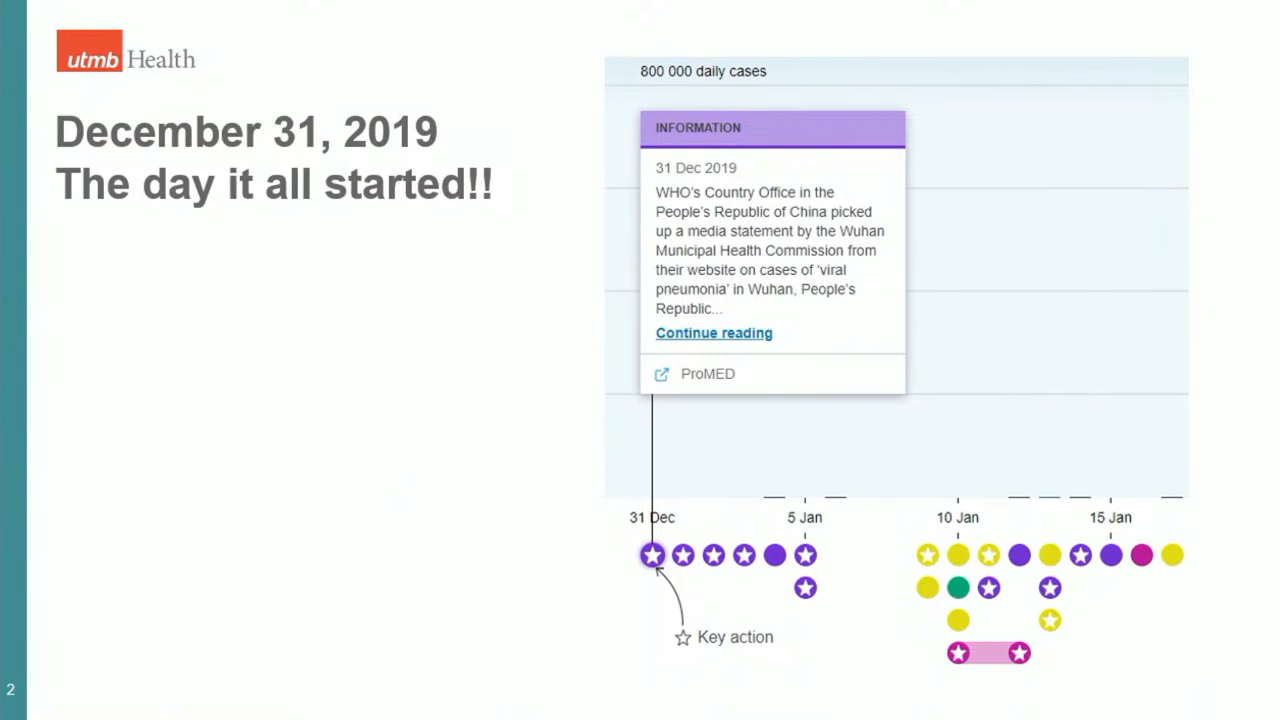 utmb Health
December 31, 2019
The day it all started!!
800 000 daily cases
INFORMATION
31 Dec 2019
WHO's Country Office in the
People's Republic of China picked
up a media statement by the Wuhan
Municipal Health Commission from
their website on cases of 'viral
pneumonia' in Wuhan, People's
Republic...
Continue reading
ProMED
31 Dec 5 Jan 10 Jan 15 Jan
Key action
2